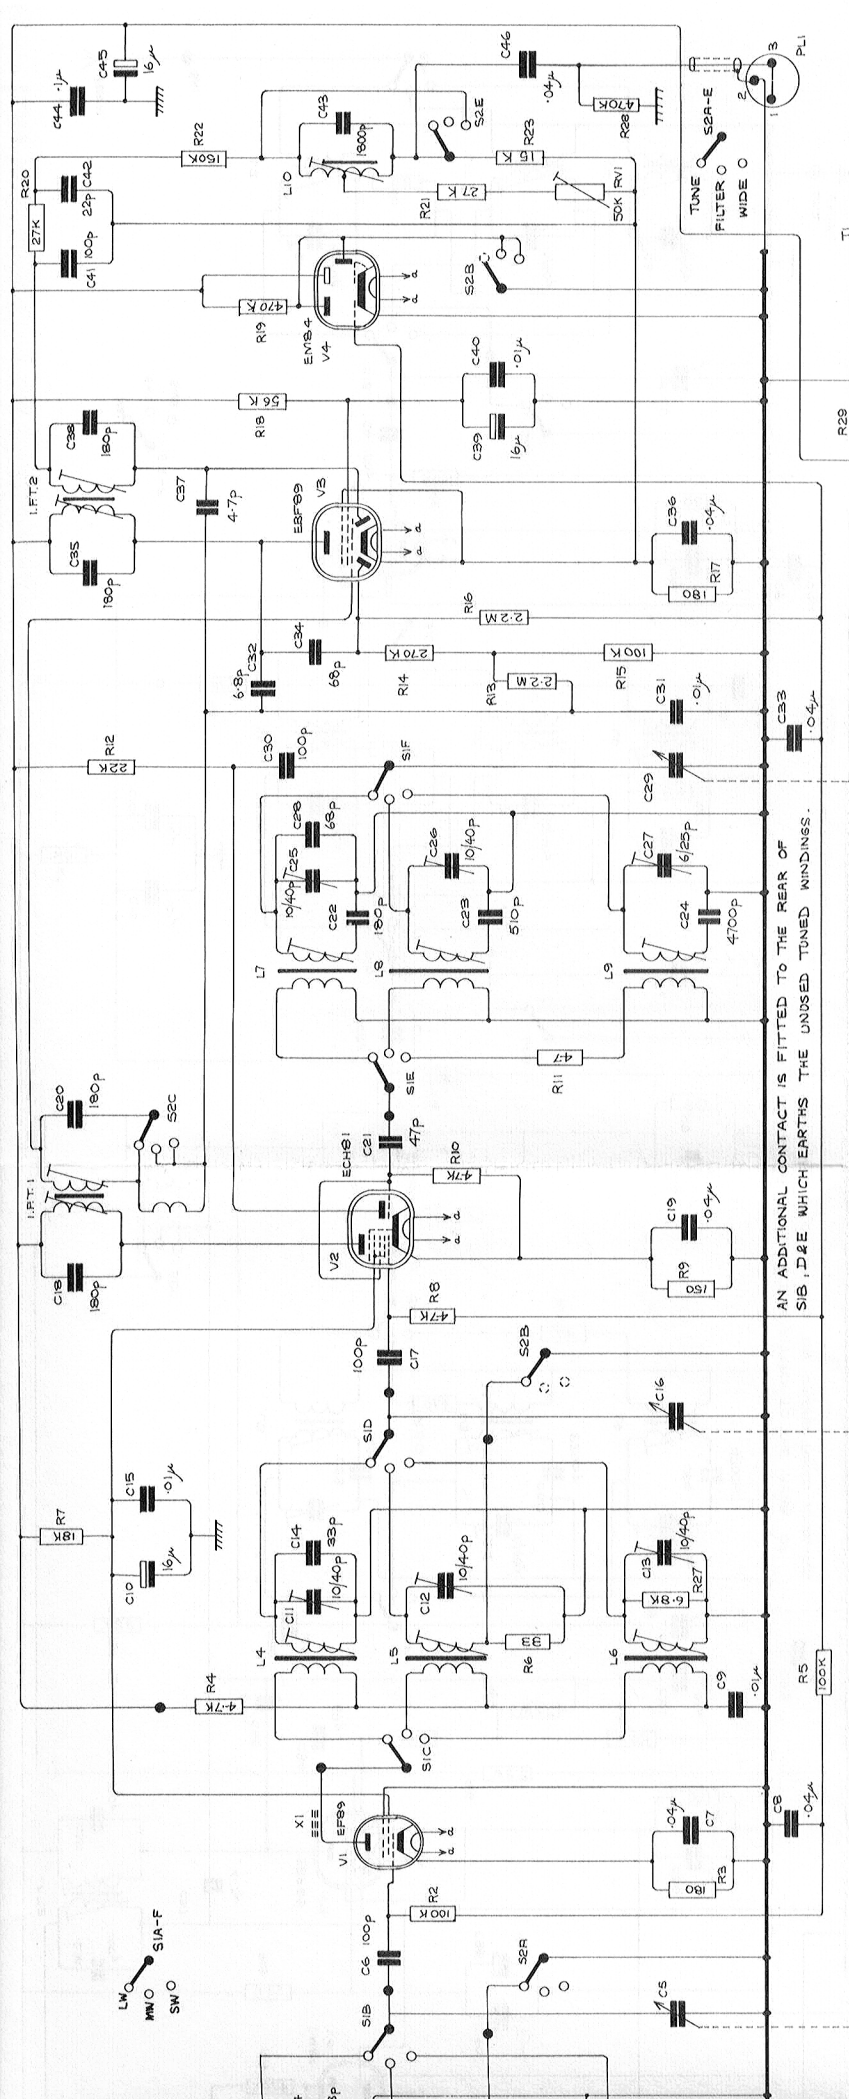 LW
MW
SW
S1A-F
S1B
C6 100p
R2
100K
S2A
C5
X1
EF89
V1
.04µ
C7
R3
180
C8
.04µ
S1C
R4
4.7K
C9
.01µ
R5
100K
R7
18K
C10
16µ
C15
.01µ
L4
C11
10/40p
C14
33p
L5
C12
10/40p
R6
33
L6
C13
10/40p
6.8K
R27
S1D
100p
C17
R8
4.7K
S2B
C16
C18
180p
I.F.T.1
C20
180p
S2C
V2
ECH81
C21
47p
R10
47K
a
a
R9
150
C19
.04µ
S1E
R11
4.7
L7
10/40p
C25
C28
68p
C22
180p
L8
C26
10/40p
C23
510p
L9
C27
6/25p
C24
4700p
R12
22K
C30
100p
S1F
C29
C31
.01µ
C33
.04µ
AN ADDITIONAL CONTACT IS FITTED TO THE REAR OF
S1B, D&E WHICH EARTHS THE UNUSED TUNED WINDINGS.
6.8p
C32
C34
68p
R14
270K
R13
2.2M
R15
100K
R16
2.2M
I.F.T.2
C35
180p
C38
180p
C37
4.7p
EBF89
V3
a
a
C36
.04µ
180
R17
R18
56K
C39
16µ
C40
.01µ
R19
470K
EM84
V4
a
a
S2B
R20
27K
C41
100p
22p
C42
R22
150K
L10
C43
1800p
S2E
R21
27K
R23
15K
50K
RV1
C44
.1µ
C45
16µ
C46
.04µ
R28
470K
TUNE
FILTER
WIDE
S2A-E
1
2
3
PL1
R29
a
a